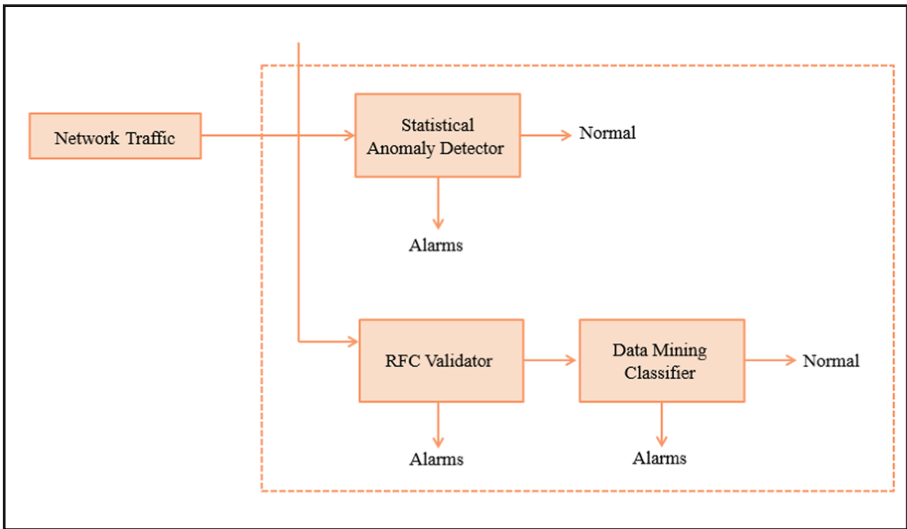 Network Traffic
Statistical
Anomaly Detector
Normal
Alarms
RFC Validator
Data Mining
Classifier
Normal
Alarms
Alarms